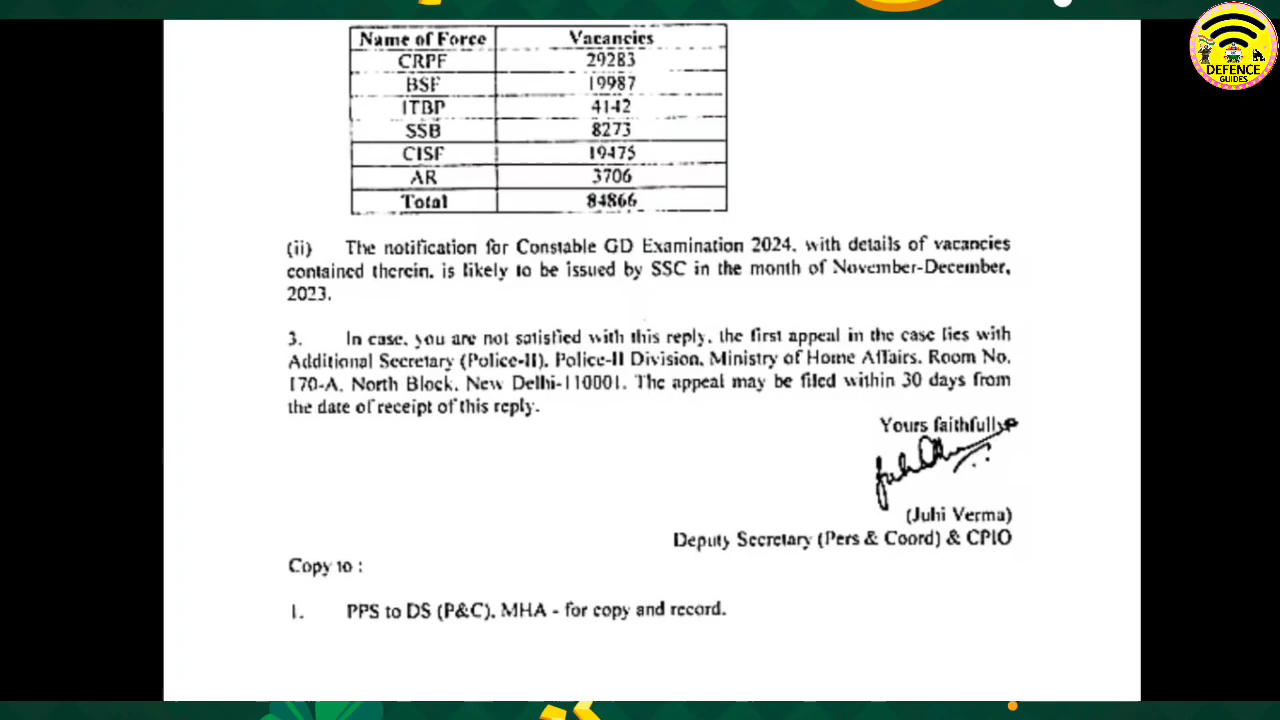 Name of Force Vacancies
CRPF 29283
BSF 19987
ITBP 4142
SSB 8273
CISF 19475
AR 3706
Total 84866
(ii) The notification for Constable GD Examination 2024, with details of vacancies
contained therein, is likely to be issued by SSC in the month of November-December,
2023.
3. In case, you are not satisfied with this reply, the first appeal in the case lies with
Additional Secretary (Police-II), Police-II Division, Ministry of Home Affairs, Room No.
170-A, North Block, New Delhi-110001. The appeal may be filed within 30 days from
the date of receipt of this reply.
Yours faithfully
(Juhi Verma)
Deputy Secretary (Pers & Coord) & CPIO
Copy to :
1. PPS to DS (P&C), MHA - for copy and record.
DEFENCE
GUIDES